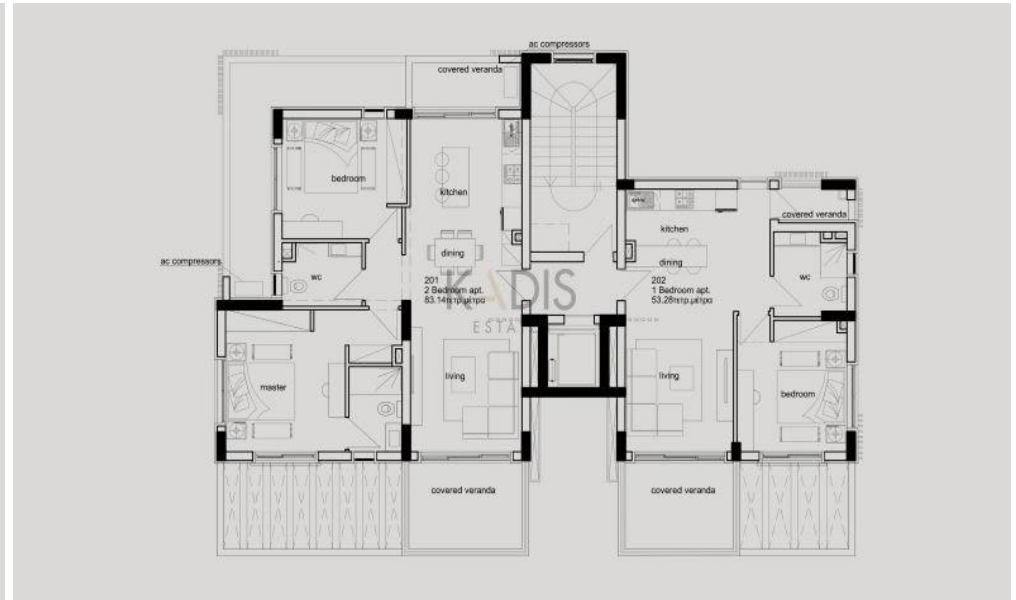 ac compressors
covered veranda
bedroom
kitchen
covered veranda
kitchen
dining
dining
wc
wc
ac compressors
201
2 Bedroom apt.
83.14τετρ.μέτρα
202
1 Bedroom apt.
53.28τετρ.μέτρα
KADIS
ESTA
living
living
master
bedroom
covered veranda
covered veranda